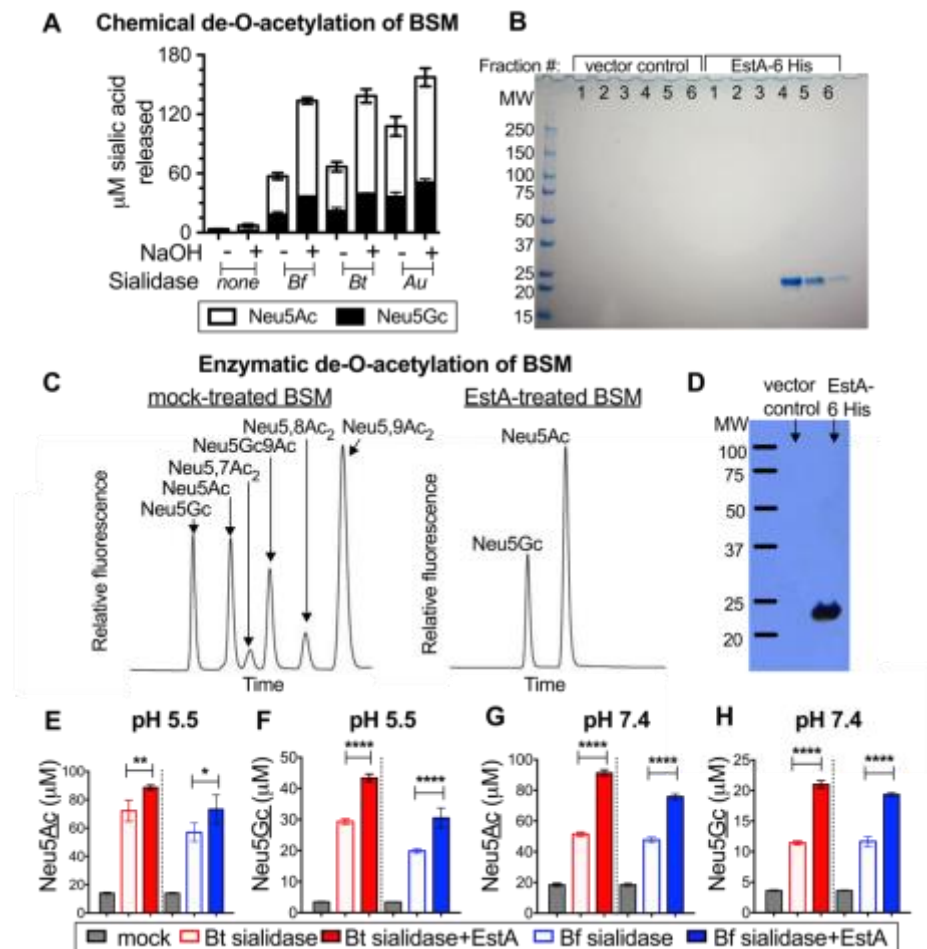 A Chemical de-O-acetylation of BSM
μM sialic acid
released
180
120
60
0
NaOH - + - + - + - +
Sialidase none Bf Bt Au
Neu5Ac Neu5Gc
B
Fraction #: vector control EstA-6 His
MW 1 2 3 4 5 6 1 2 3 4 5 6
250
150
100
75
50
37
25
20
15
Enzymatic de-O-acetylation of BSM
C mock-treated BSM EstA-treated BSM
Relative fluorescence
Neu5Gc
Neu5Ac
Neu5,7Ac₂
Neu5Gc9Ac
Neu5,8Ac₂
Neu5,9Ac₂
Time
Relative fluorescence
Neu5Gc
Neu5Ac
Time
D
vector EstA-
control 6 His
MW
100
75
50
37
25
20
E pH 5.5
Neu5Ac (μM)
100
80
60
40
20
0
** *
F pH 5.5
Neu5Gc (μM)
50
40
30
20
10
0
**** ****
G pH 7.4
Neu5Ac (μM)
100
80
60
40
20
0
**** ****
H pH 7.4
Neu5Gc (μM)
25
20
15
10
5
0
**** ****
mock Bt sialidase Bt sialidase+EstA Bf sialidase Bf sialidase+EstA